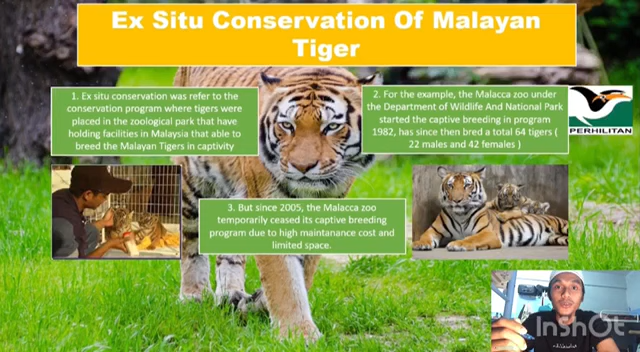 Ex Situ Conservation Of Malayan
Tiger
1. Ex situ conservation was refer to the
conservation program where tigers were
placed in the zoological park that have
holding facilities in Malaysia that able to
breed the Malayan Tigers in captivity
2. For the example, the Malacca zoo under
the Department of Wildlife And National Park
started the captive breeding in program
1982, has since then bred a total 64 tigers (
22 males and 42 females )
PERHILITAN
3. But since 2005, the Malacca zoo
temporarily ceased its captive breeding
program due to high maintanance cost and
limited space.
InShOt